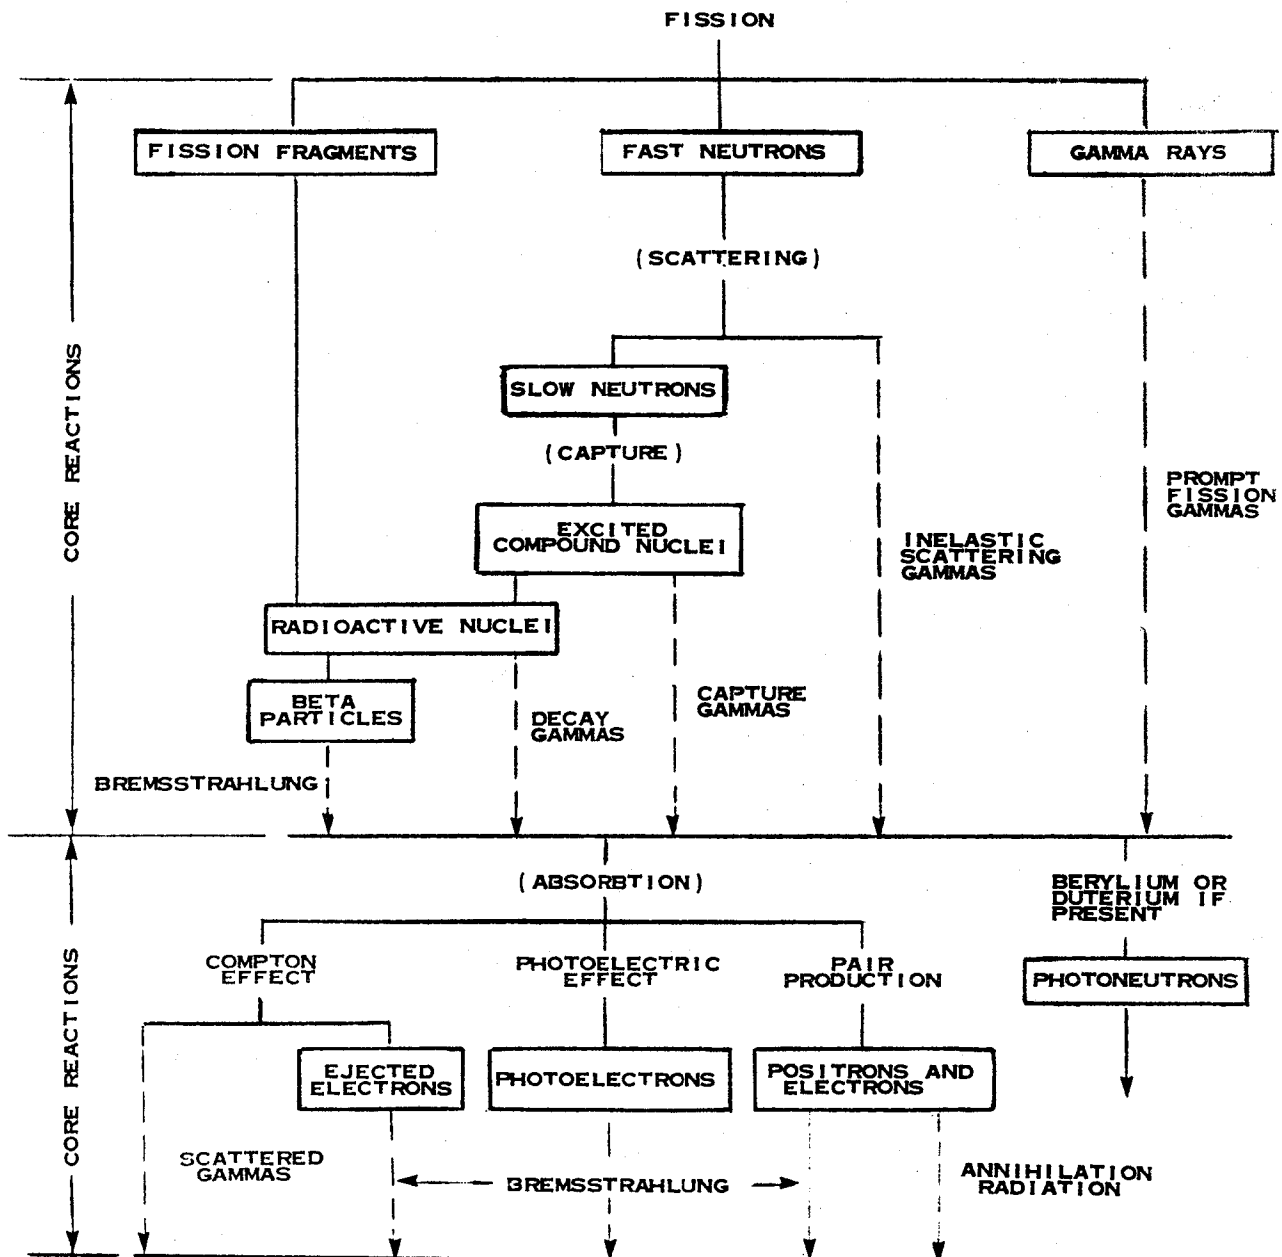 FISSION
FISSION FRAGMENTS
FAST NEUTRONS
GAMMA RAYS
(SCATTERING)
CORE REACTIONS
SLOW NEUTRONS
(CAPTURE)
EXCITED
COMPOUND NUCLEI
PROMPT
FISSION
GAMMAS
INELASTIC
SCATTERING
GAMMAS
RADIOACTIVE NUCLEI
BETA
PARTICLES
DECAY
GAMMAS
CAPTURE
GAMMAS
BREMSSTRAHLUNG
(ABSORBTION)
BERYLIUM OR
DUTERIUM IF
PRESENT
CORE REACTIONS
COMPTON
EFFECT
PHOTOELECTRIC
EFFECT
PAIR
PRODUCTION
PHOTONEUTRONS
EJECTED
ELECTRONS
PHOTOELECTRONS
POSITRONS AND
ELECTRONS
SCATTERED
GAMMAS
BREMSSTRAHLUNG
ANNIHILATION
RADIATION